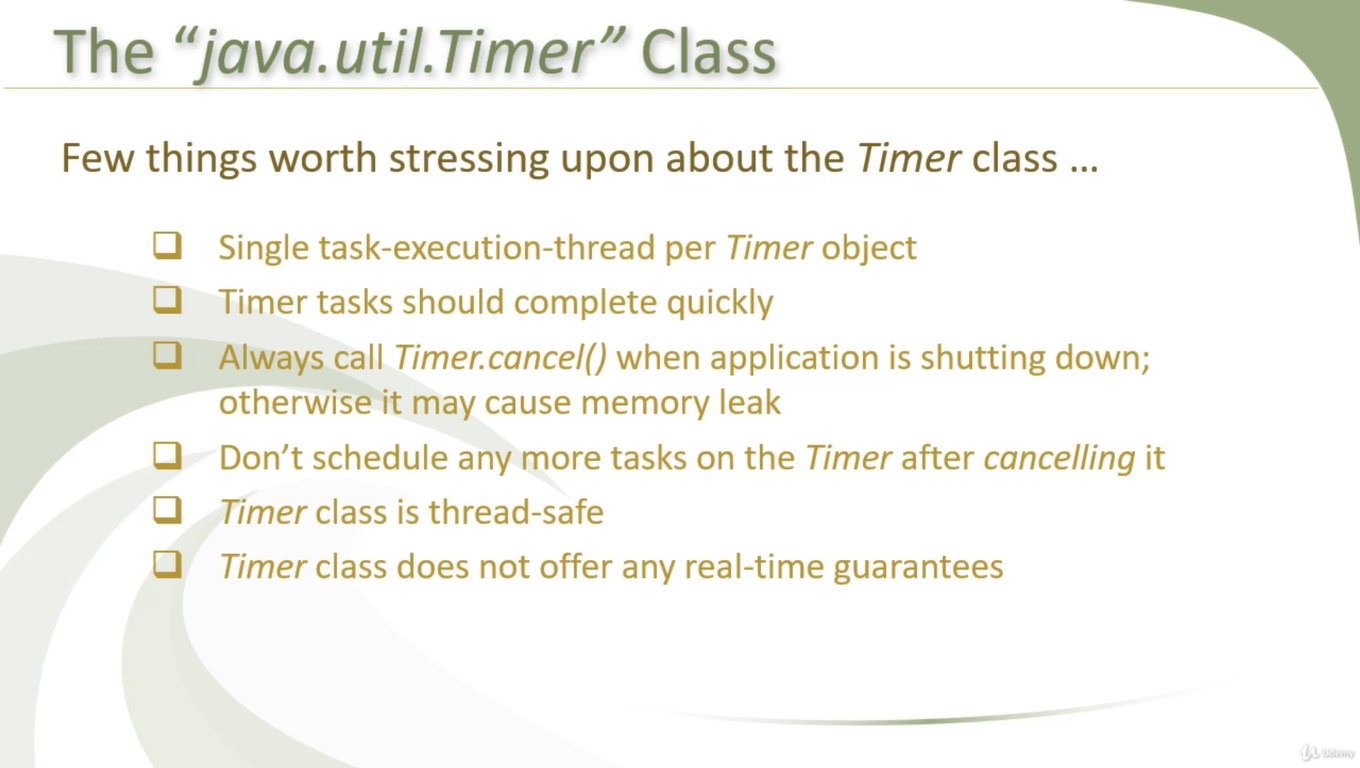 The “java.util.Timer” Class
Few things worth stressing upon about the Timer class ...
Single task-execution-thread per Timer object
Timer tasks should complete quickly
Always call Timer.cancel() when application is shutting down;
otherwise it may cause memory leak
Don’t schedule any more tasks on the Timer after cancelling it
Timer class is thread-safe
Timer class does not offer any real-time guarantees
Udemy